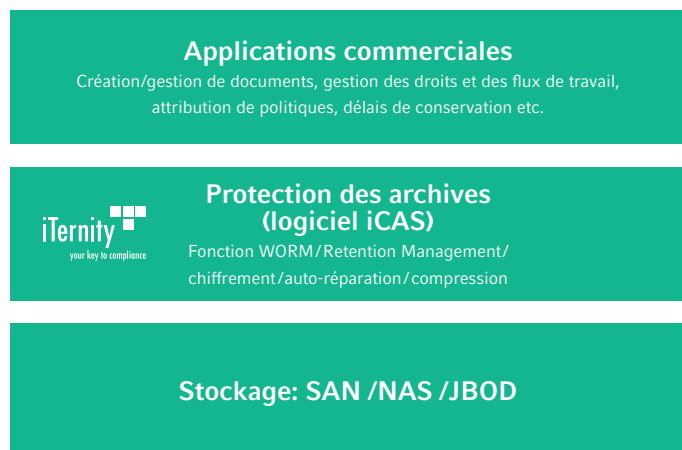 Applications commerciales
Création/gestion de documents, gestion des droits et des flux de travail,
attribution de politiques, délais de conservation etc.
iTernity
your key to compliance
Protection des archives
(logiciel iCAS)
Fonction WORM/Retention Management/
chiffrement/auto-réparation/compression
Stockage: SAN /NAS /JBOD